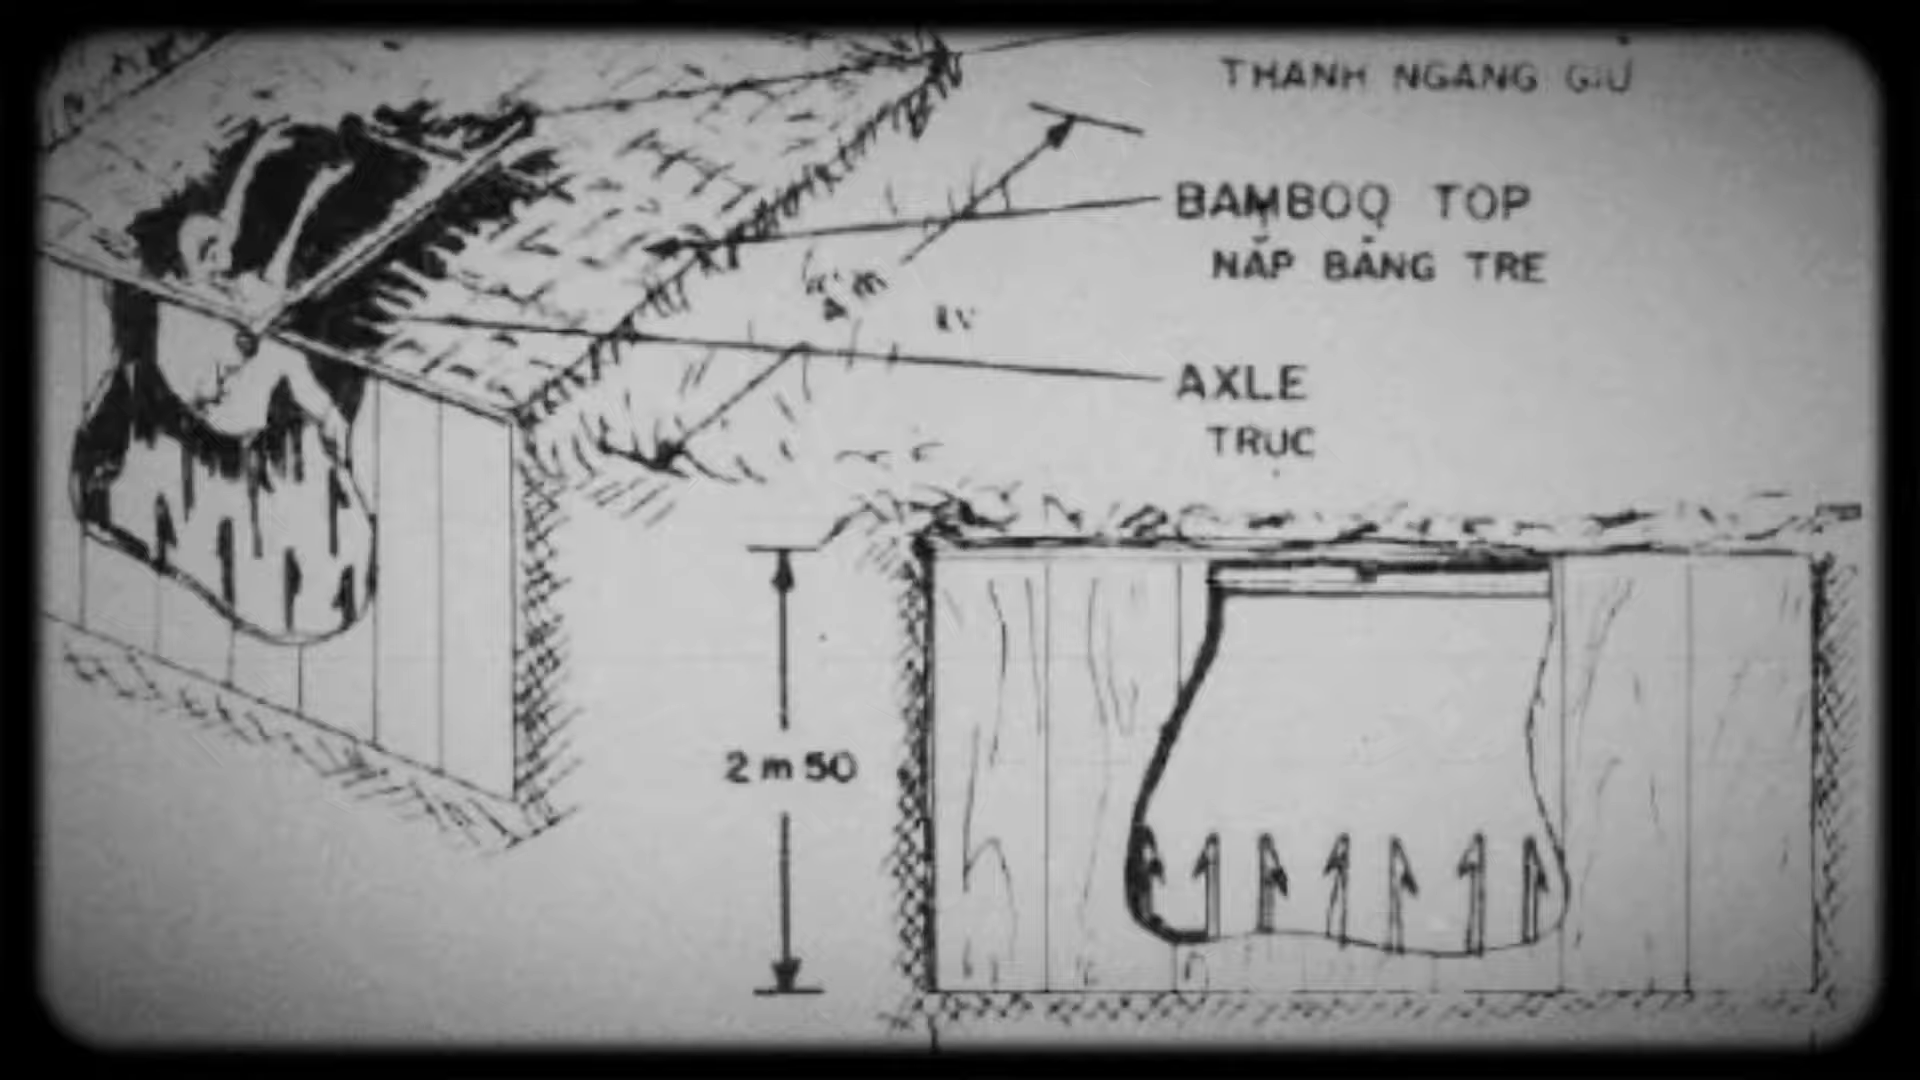 THANH NGANG GIỮ
BAMBOO TOP
NẮP BẰNG TRE
AXLE
TRỤC
2 m 50